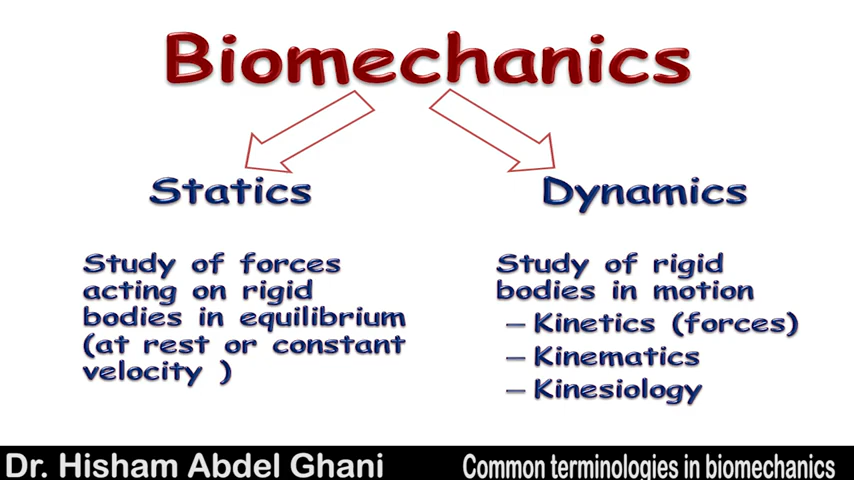 Biomechanics
Statics
Dynamics
Study of forces
acting on rigid
bodies in equilibrium
(at rest or constant
velocity )
Study of rigid
bodies in motion
– Kinetics (forces)
– Kinematics
– Kinesiology
Dr. Hisham Abdel Ghani
Common terminologies in biomechanics